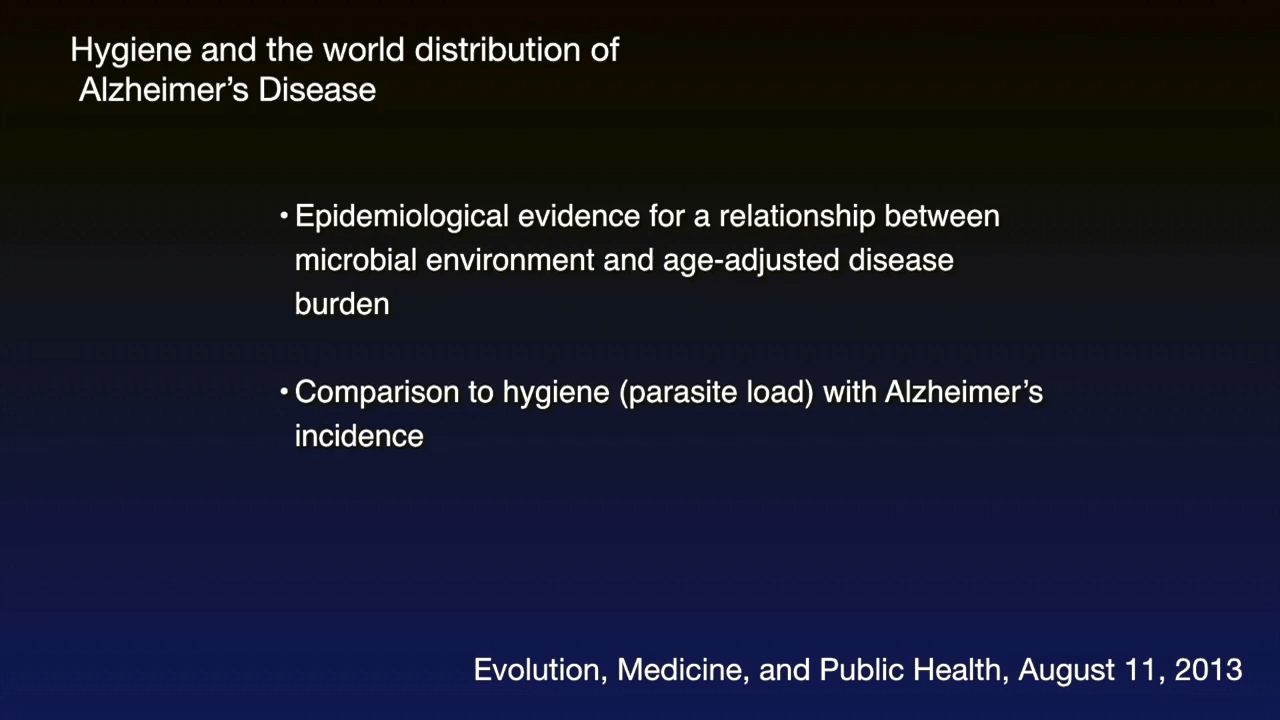 Hygiene and the world distribution of
Alzheimer’s Disease
• Epidemiological evidence for a relationship between
microbial environment and age-adjusted disease
burden
• Comparison to hygiene (parasite load) with Alzheimer’s
incidence
Evolution, Medicine, and Public Health, August 11, 2013